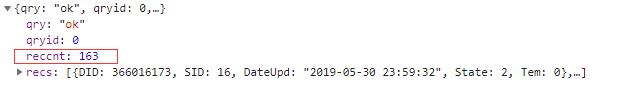 ▼{qry: "ok", qryid: 0,…}
qry: "ok"
qryid: 0
reccnt: 163
▶recs: [{DID: 366016173, SID: 16, DateUpd: "2019-05-30 23:59:32", State: 2, Tem: 0},…]